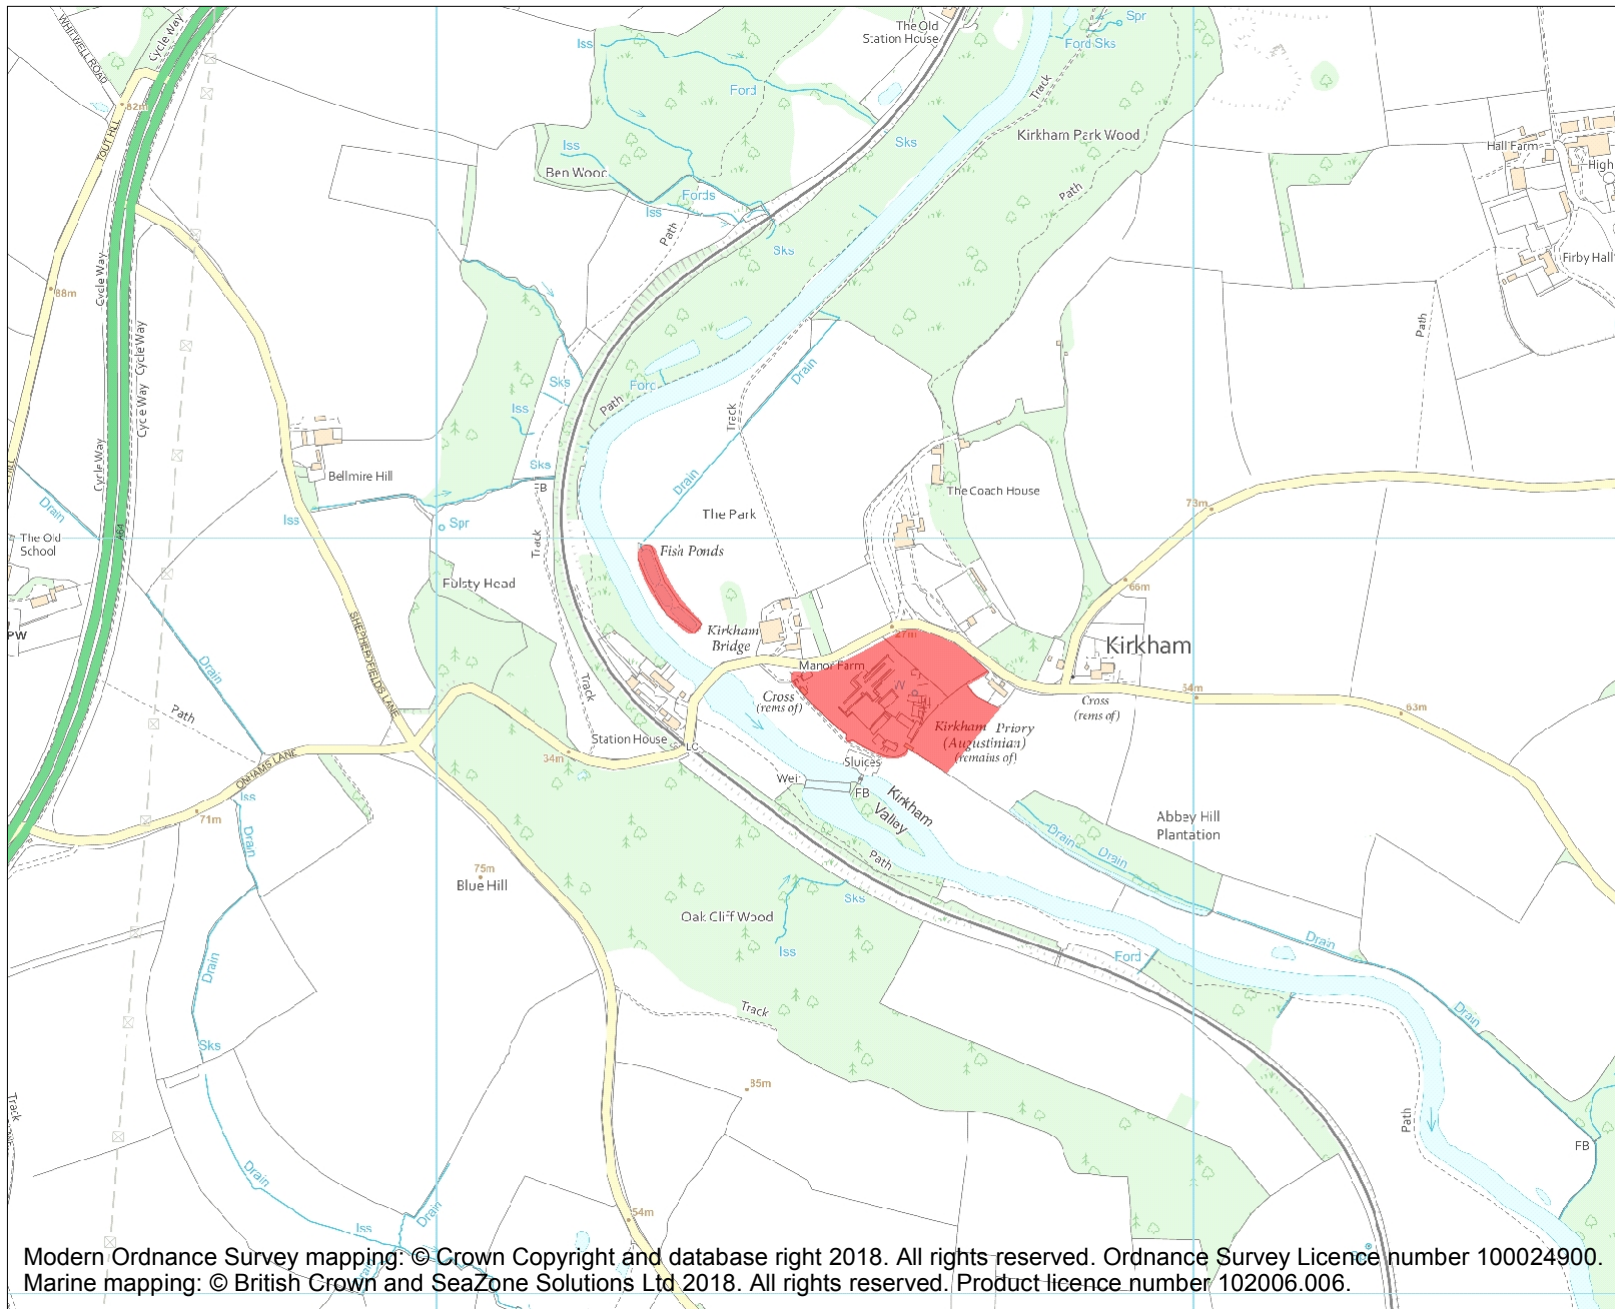 WHITWELL ROAD
Cycle Way
The Old
Station House
Spr
Ford Sks
Iss
Ford
Track
82m
TOUT HILL
Sks
Kirkham Park Wood
Hall Farm
High
Iss
Ben Wood
Fords
Iss
Path
Path
Sks
Firby Hall
Cycle Way
88m
Cycle Way
Path
Drain
Sks
Ford
Iss
Path
Track
Cycle Way
Cycle Way
Sks
Bellmire Hill
FB
Drain
The Coach House
73m
Drain
Iss
Spr
The Park
A64
The Old
School
Track
Fish Ponds
Fulsty Head
66m
PW
SHEPHERDFIELDS LANE
Kirkham
Bridge
27m
Kirkham
Drain
Manor Farm
Track
Cross
(rems of)
54m
Cross
(rems of)
63m
Path
Kirkham Priory
(Augustinian)
(remains of)
Station House
LC
34m
Sluices
ONHAMS LANE
Weir
FB
Iss
Kirkham
Valley
71m
Drain
Abbey Hill
Plantation
Drain
Drain
Path
75m
Blue Hill
Sks
Oak Cliff Wood
Iss
Drain
Ford
Drain
Track
Drain
Sks
85m
Track
Path
FB
Drain
Iss
Drain
54m
Drain
Modern Ordnance Survey mapping: © Crown Copyright and database right 2018. All rights reserved. Ordnance Survey Licence number 100024900.
Marine mapping: © British Crown and SeaZone Solutions Ltd 2018. All rights reserved. Product licence number 102006.006.